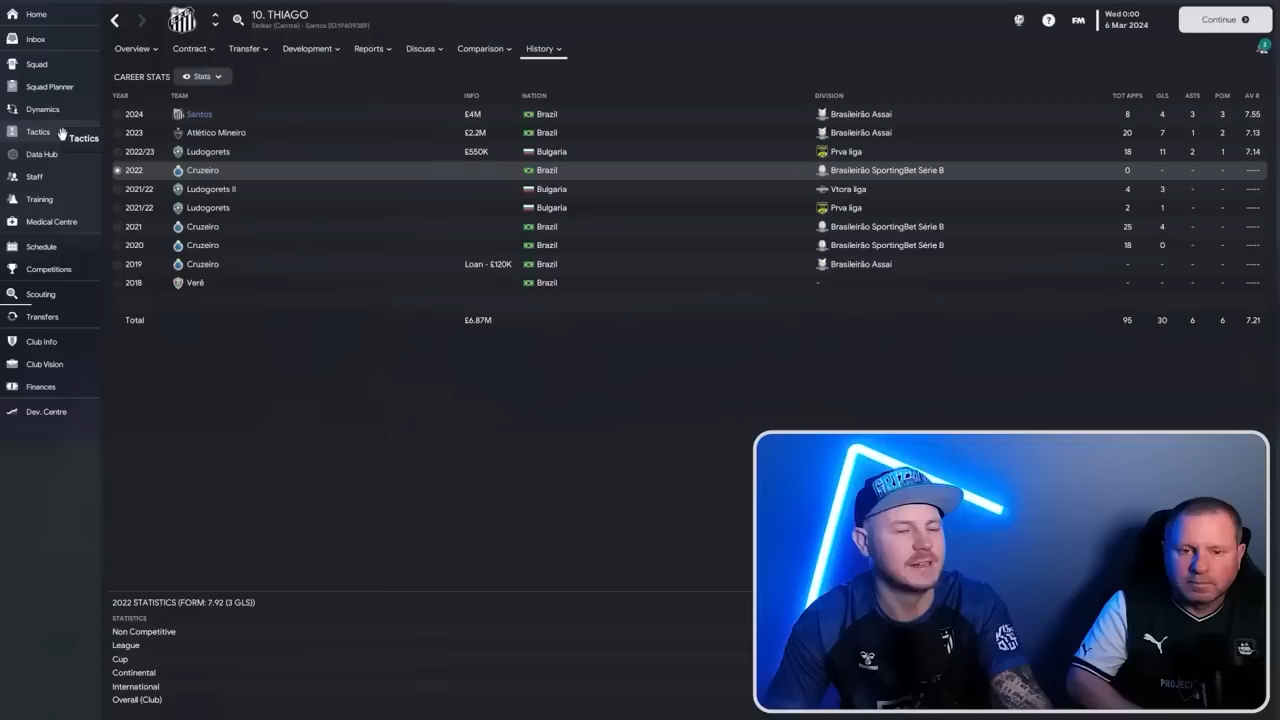 Home
Inbox
Squad
Squad Planner
Dynamics
Tactics
Tactics
Data Hub
Staff
Training
Medical Centre
Schedule
Competitions
Scouting
Transfers
Club Info
Club Vision
Finances
Dev. Centre
10. THIAGO
Striker (Centre) - Santos (ID:19409389)
FM
Wed 0:00
6 Mar 2024
Continue
3
Overview Contract Transfer Development Reports Discuss Comparison History
CAREER STATS Stats
YEAR TEAM INFO NATION DIVISION TOT APPS GLS ASTS POM AV R
2024 Santos £4M Brazil Brasileirão Assaí 8 4 3 3 7.55
2023 Atlético Mineiro £2.2M Brazil Brasileirão Assaí 20 7 1 2 7.13
2022/23 Ludogorets £550K Bulgaria Prva liga 18 11 2 1 7.14
2022 Cruzeiro Brazil Brasileirão SportingBet Série B 0 - - - ----
2021/22 Ludogorets II Bulgaria Vtora liga 4 3 - - ----
2021/22 Ludogorets Bulgaria Prva liga 2 1 - - ----
2021 Cruzeiro Brazil Brasileirão SportingBet Série B 25 4 - - ----
2020 Cruzeiro Brazil Brasileirão SportingBet Série B 18 0 - - ----
2019 Cruzeiro Loan - £120K Brazil Brasileirão Assaí - - - - ----
2018 Verê Brazil - - - - - ----
Total £6.87M 95 30 6 6 7.21
2022 STATISTICS (FORM: 7.92 (3 GLS))
STATISTICS
Non Competitive
League
Cup
Continental
International
Overall (Club)
PROJECT